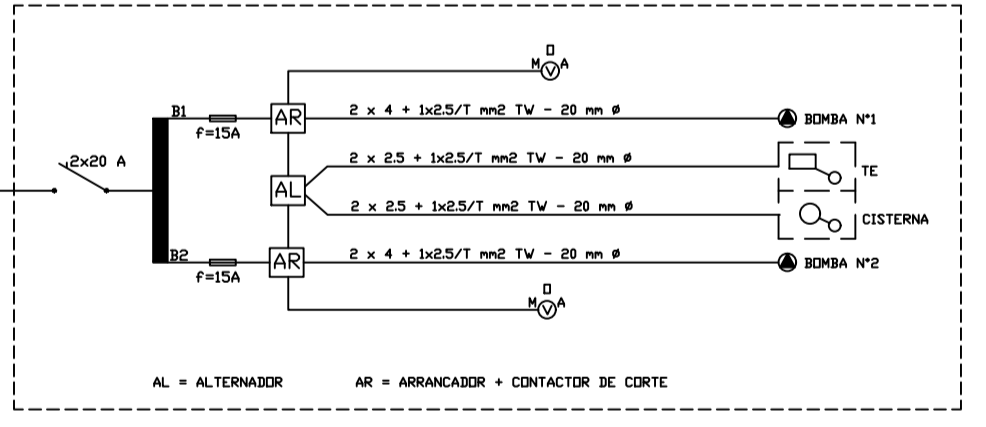 O
M V A
B1
f=15A
AR
2 x 4 + 1x2.5/T mm2 TW - 20 mm ø
BOMBA N°1
2x20 A
2 x 2.5 + 1x2.5/T mm2 TW - 20 mm ø
TE
AL
2 x 2.5 + 1x2.5/T mm2 TW - 20 mm ø
CISTERNA
B2
f=15A
AR
2 x 4 + 1x2.5/T mm2 TW - 20 mm ø
BOMBA N°2
O
M V A
AL = ALTERNADOR
AR = ARRANCADOR + CONTACTOR DE CORTE